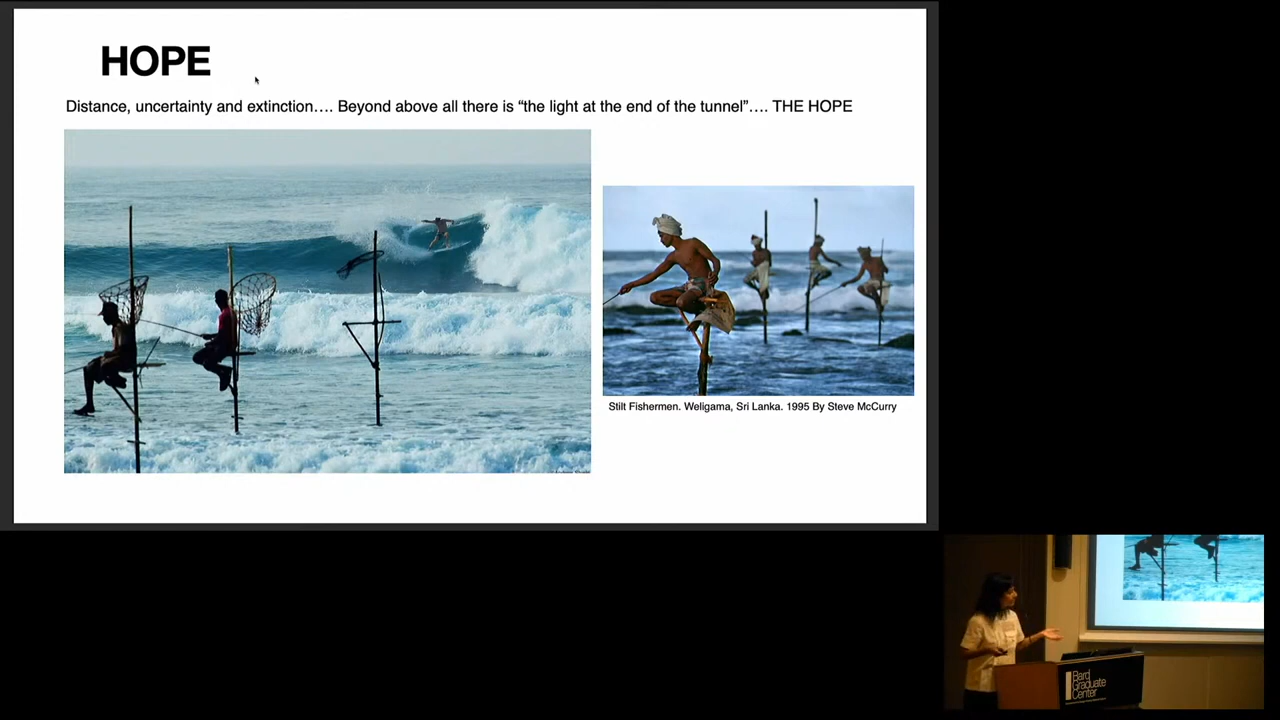 HOPE
Distance, uncertainty and extinction…. Beyond above all there is “the light at the end of the tunnel”…. THE HOPE
Stilt Fishermen. Weligama, Sri Lanka. 1995 By Steve McCurry
Bard
Graduate
Center